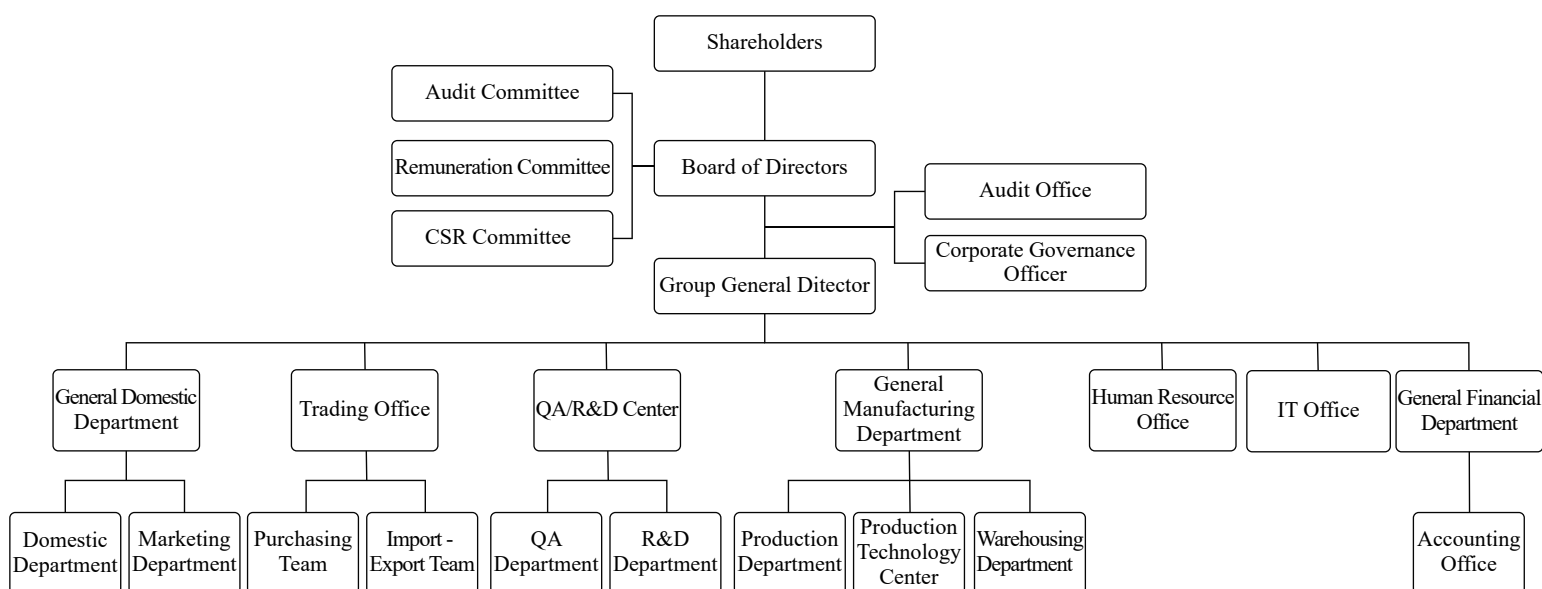 Shareholders
Audit Committee
Remuneration Committee
Board of Directors
Audit Office
CSR Committee
Corporate Governance
Officer
Group General Ditector
General Domestic
Department
Trading Office
QA/R&D Center
General
Manufacturing
Department
Human Resource
Office
IT Office
General Financial
Department
Domestic
Department
Marketing
Department
Purchasing
Team
Import -
Export Team
QA
Department
R&D
Department
Production
Department
Production
Technology
Center
Warehousing
Department
Accounting
Office